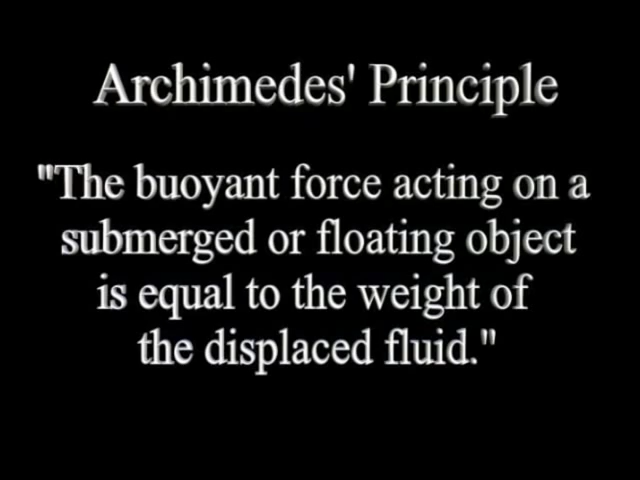 Archimedes' Principle
"The buoyant force acting on a
submerged or floating object
is equal to the weight of
the displaced fluid."